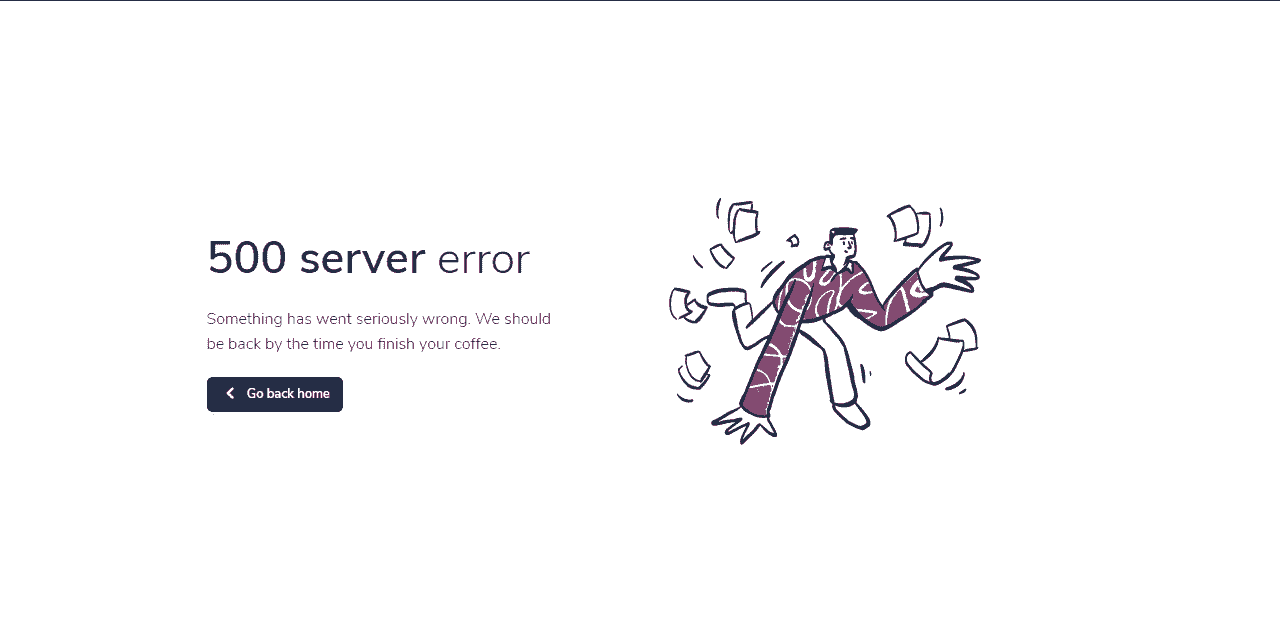 500 server error
Something has went seriously wrong. We should
be back by the time you finish your coffee.
Go back home